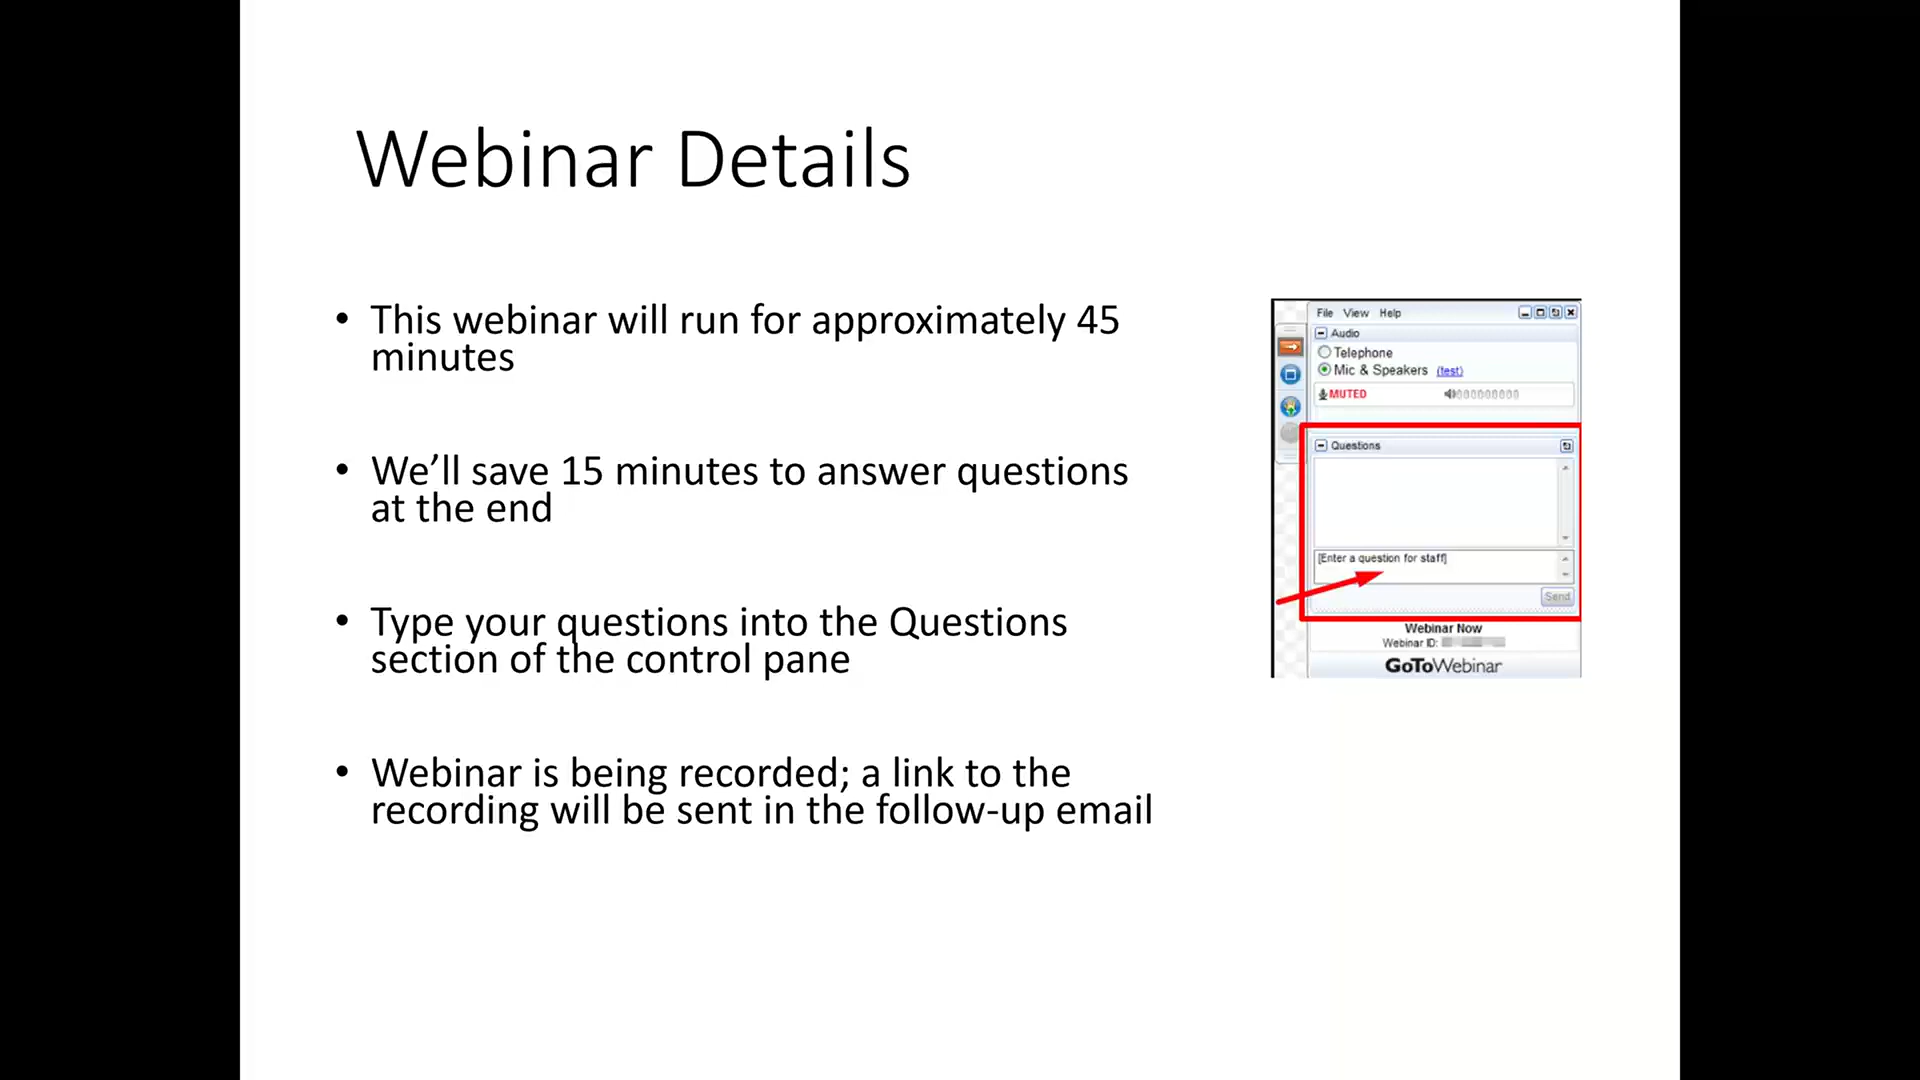 Webinar Details
• This webinar will run for approximately 45
minutes
• We’ll save 15 minutes to answer questions
at the end
• Type your questions into the Questions
section of the control pane
• Webinar is being recorded; a link to the
recording will be sent in the follow-up email
File View Help
Audio
Telephone
Mic & Speakers (test)
MUTED
Questions
[Enter a question for staff]
Send
Webinar Now
Webinar ID:
GoToWebinar